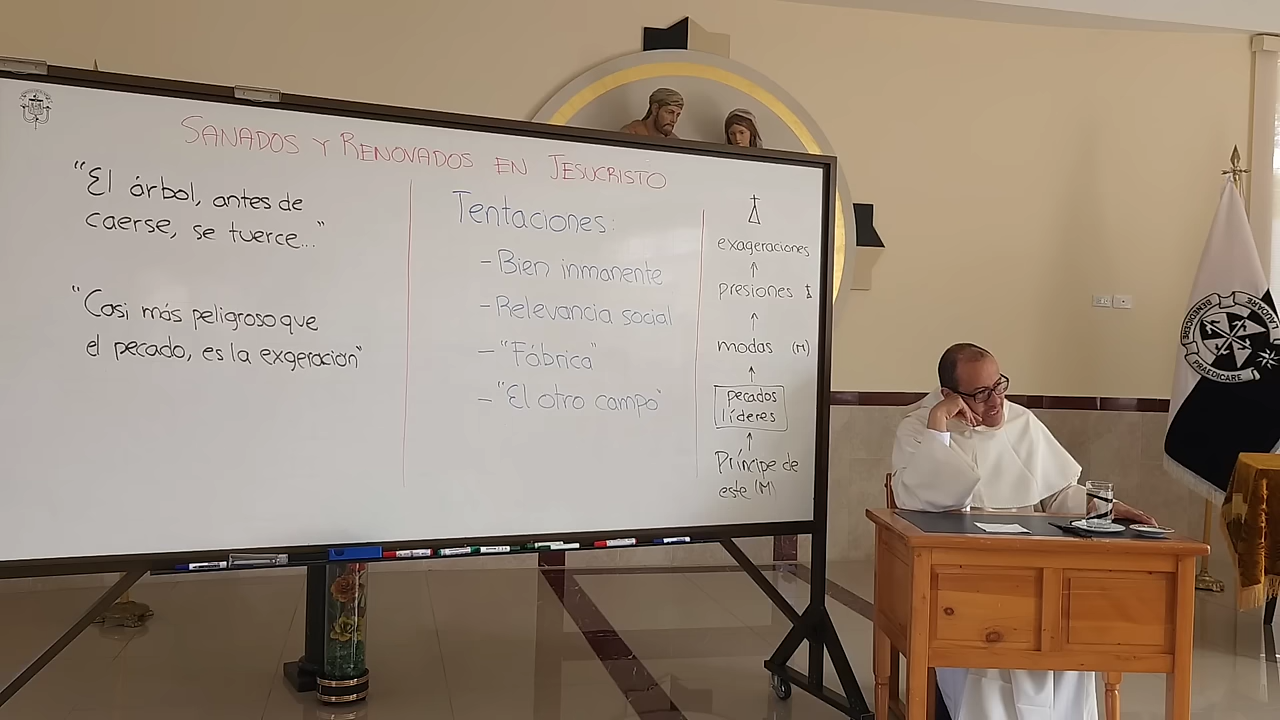 SANADOS Y RENOVADOS EN JESUCRISTO
"El árbol, antes de
caerse, se tuerce..."
"Casi más peligroso que
el pecado, es la exgeración"
Tentaciones:
- Bien inmanente
- Relevancia social
- "Fábrica"
- "El otro campo"
exageraciones
↑
presiones
↑
modas (M)
↑
pecados
líderes
↑
Príncipe de
este (M)
LAUDARE
BENEDICERE
PRAEDICARE